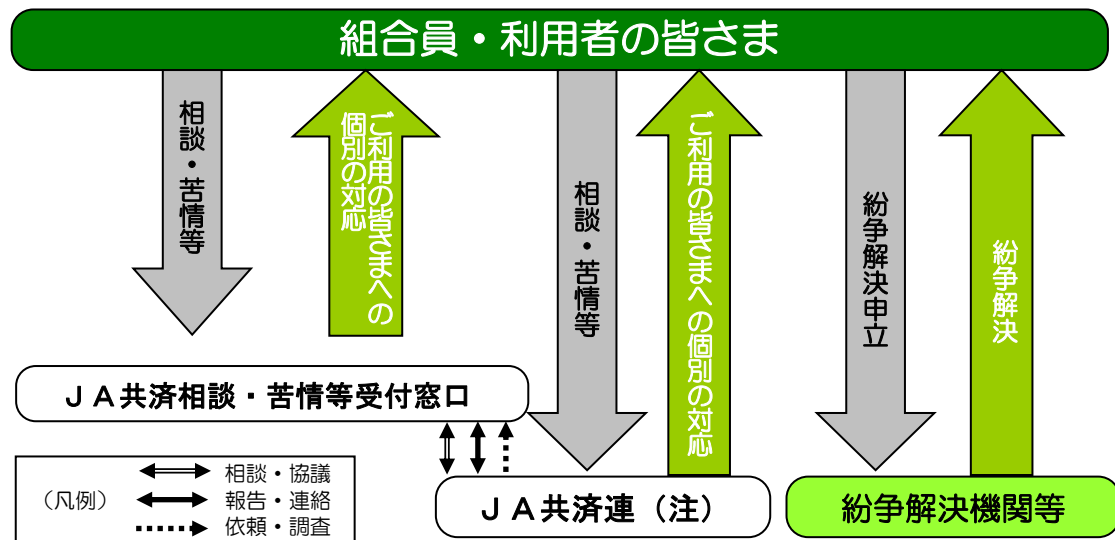 組合員・利用者の皆さま
相談・苦情等
ご利用の皆さまへの
個別の対応
相談・苦情等
ご利用の皆さまへの個別の対応
紛争解決申立
紛争解決
ＪＡ共済相談・苦情等受付窓口
（凡例）
相談・協議
報告・連絡
依頼・調査
ＪＡ共済連（注）
紛争解決機関等